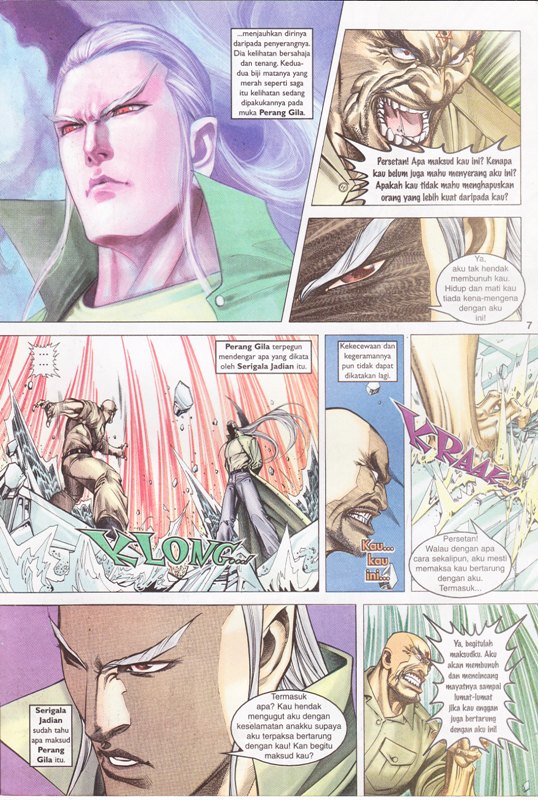 ...menjauhkan dirinya
daripada penyerangnya.
Dia kelihatan bersahaja
dan tenang. Kedua-
dua biji matanya yang
merah seperti saga
itu kelihatan sedang
dipakukannya pada
muka Perang Gila.
Persetan! Apa maksud kau ini? Kenapa
kau belum juga mahu menyerang aku ini?
Apakah kau tidak mahu menghapuskan
orang yang lebih kuat daripada kau?
Ya,
aku tak hendak
membunuh kau.
Hidup dan mati kau
tiada kena-mengena
dengan aku
ini!
7
...
...
Perang Gila terpegun
mendengar apa yang dikata
oleh Serigala Jadian itu.
KLONG
Kekecewaan dan
kegeramannya
pun tidak dapat
dikatakan lagi.
Kau...
kau
ini...
KRAAK
Persetan!
Walau dengan apa
cara sekalipun, aku mesti
memaksa kau bertarung
dengan aku.
Termasuk...
Serigala
Jadian
sudah tahu
apa maksud
Perang
Gila itu.
Termasuk
apa? Kau hendak
mengugut aku dengan
keselamatan anakku supaya
aku terpaksa bertarung
dengan kau! Kan begitu
maksud kau?
Ya, begitulah
maksudku. Aku
akan membunuh
dan mencincang
mayatnya sampai
lumat-lumat
jika kau enggan
juga bertarung
dengan aku ini!